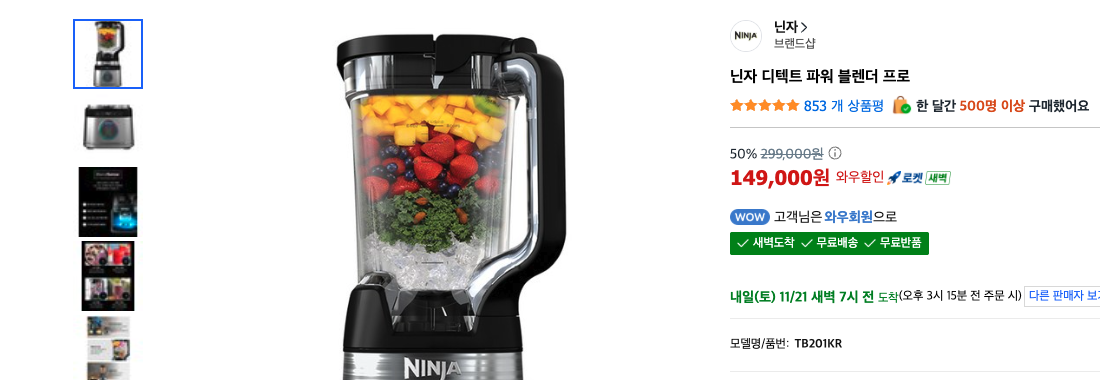 NINJA
닌자 >
브랜드샵
닌자 디텍트 파워 블렌더 프로
853 개 상품평 한 달간 500명 이상 구매했어요
50% 299,000원
149,000원 와우할인 로켓 새벽
WOW 고객님은 와우회원으로
새벽도착 무료배송 무료반품
내일(토) 11/21 새벽 7시 전 도착(오후 3시 15분 전 주문 시) 다른 판매자 보
모델명/품번: TB201KR
NINJA